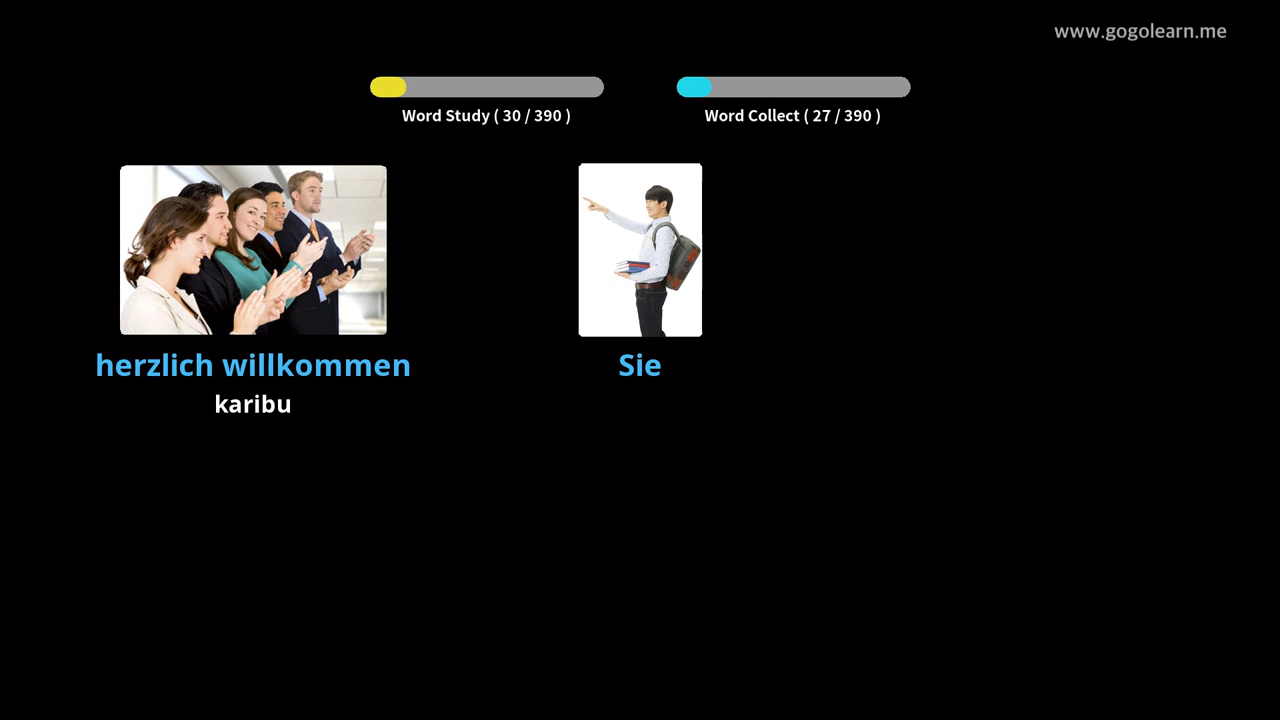 www.gogolearn.me
Word Study ( 30 / 390 )
Word Collect ( 27 / 390 )
herzlich willkommen
karibu
Sie